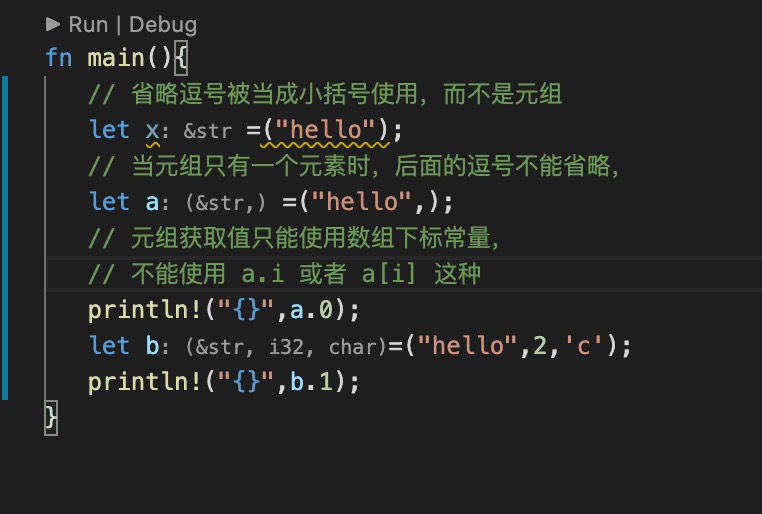 ▶ Run | Debug
fn main(){
// 省略逗号被当成小括号使用，而不是元组
let x: &str =("hello");
// 当元组只有一个元素时，后面的逗号不能省略，
let a: (&str,) =("hello",);
// 元组获取值只能使用数组下标常量，
// 不能使用 a.i 或者 a[i] 这种
println!("{}",a.0);
let b: (&str, i32, char)=("hello",2,'c');
println!("{}",b.1);
}